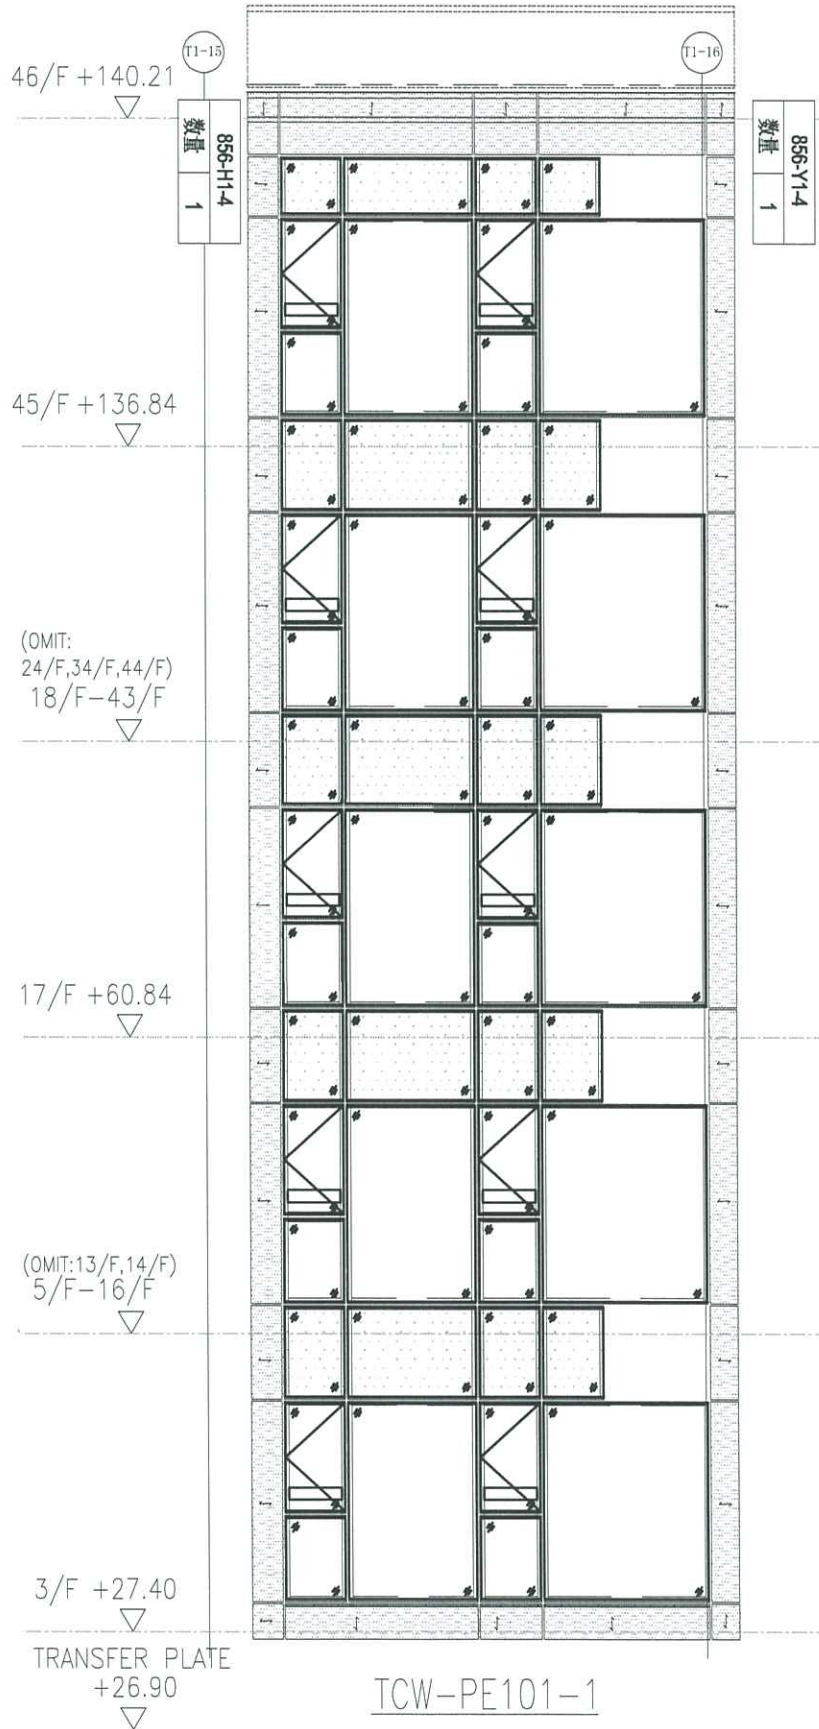 T1-15
T1-16
46/F +140.21
856-H1-4
数量 1
856-Y1-4
数量 1
45/F +136.84
(OMIT:
24/F,34/F,44/F)
18/F-43/F
17/F +60.84
(OMIT:13/F,14/F)
5/F-16/F
3/F +27.40
TRANSFER PLATE
+26.90
TCW-PE101-1